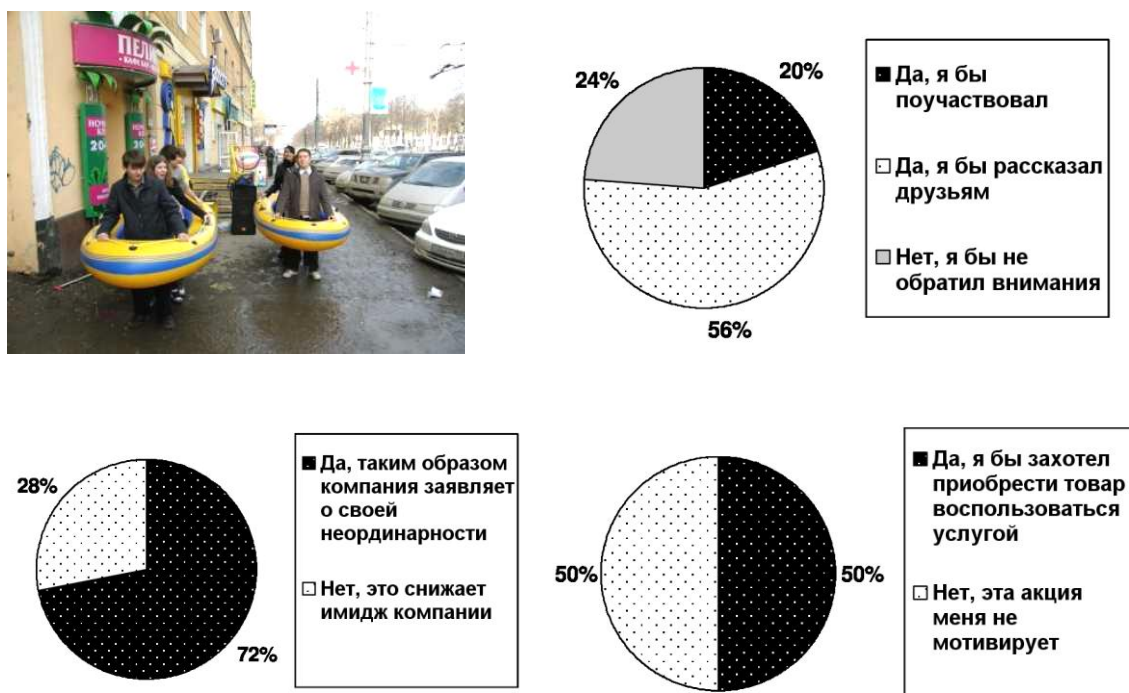 ПЕЛИ
24%
20%
Да, я бы
поучаствовал
Да, я бы рассказал
друзьям
Нет, я бы не
обратил внимания
56%
28%
72%
Да, таким образом
компания заявляет
о своей
неординарности
Нет, это снижает
имидж компании
50%
50%
Да, я бы захотел
приобрести товар
воспользоваться
услугой
Нет, эта акция
меня не
мотивирует